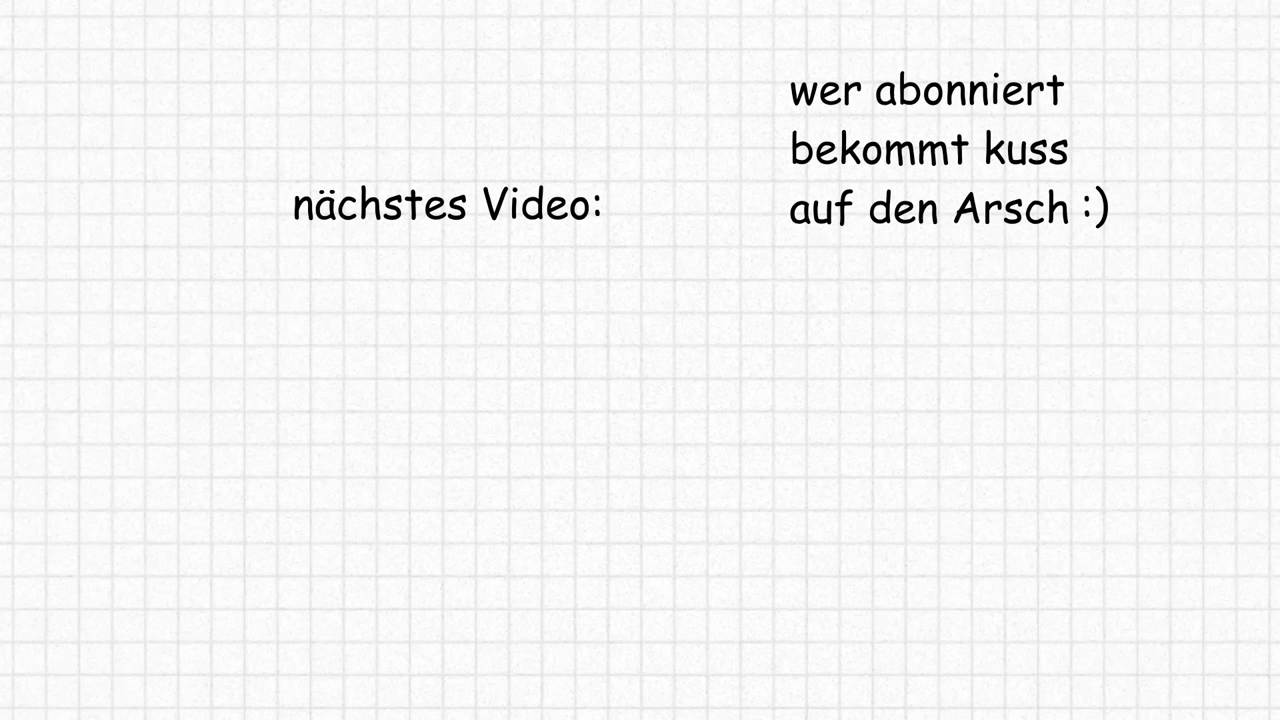 nächstes Video:
wer abonniert
bekommt kuss
auf den Arsch :)